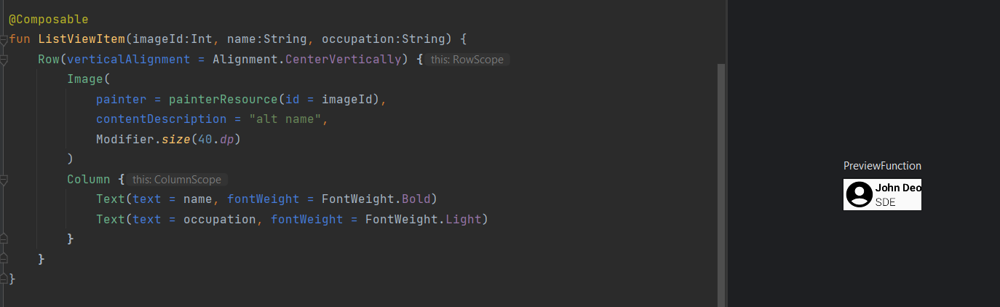 @Composable
fun ListViewItem(imageId:Int, name:String, occupation:String) {
Row(verticalAlignment = Alignment.CenterVertically) { this: RowScope
Image(
painter = painterResource(id = imageId),
contentDescription = "alt name",
Modifier.size(40.dp)
)
Column { this: ColumnScope
Text(text = name, fontWeight = FontWeight.Bold)
Text(text = occupation, fontWeight = FontWeight.Light)
}
}
}
PreviewFunction
John Deo
SDE